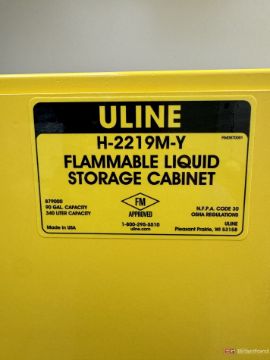 ULINE
H-2219M-Y
FLAMMABLE LIQUID
STORAGE CABINET
879000
90 GAL. CAPACITY
340 LITER CAPACITY
Made in USA
FM
APPROVED
1-800-295-5510
uline.com
N.F.P.A. CODE 30
OSHA REGULATIONS
ULINE
Pleasant Prairie, WI 53158